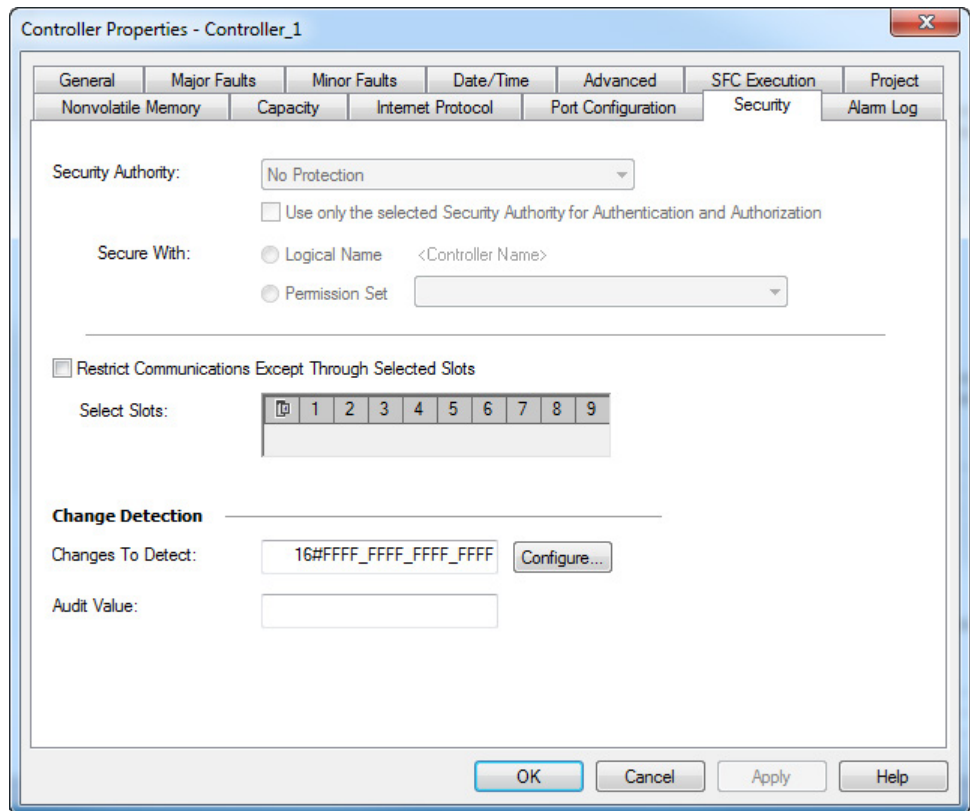 Controller Properties - Controller_1
General Major Faults Minor Faults Date/Time Advanced SFC Execution Project
Nonvolatile Memory Capacity Internet Protocol Port Configuration Security Alarm Log
Security Authority: No Protection
Use only the selected Security Authority for Authentication and Authorization
Secure With: Logical Name <Controller Name>
Permission Set
Restrict Communications Except Through Selected Slots
Select Slots: 1 2 3 4 5 6 7 8 9
Change Detection
Changes To Detect: 16#FFFF_FFFF_FFFF_FFFF Configure...
Audit Value:
OK Cancel Apply Help